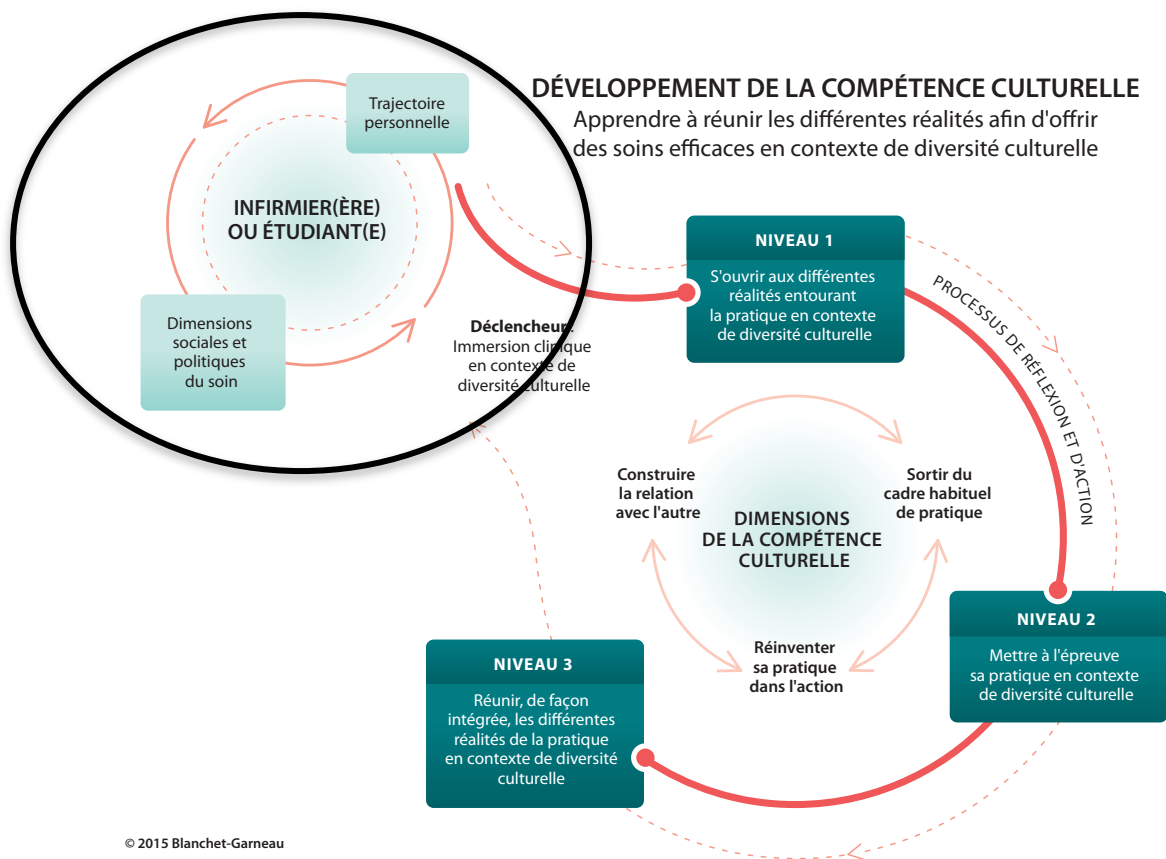 DÉVELOPPEMENT DE LA COMPÉTENCE CULTURELLE
Apprendre à réunir les différentes réalités afin d'offrir
des soins efficaces en contexte de diversité culturelle
Trajectoire
personnelle
INFIRMIER(ÈRE)
OU ÉTUDIANT(E)
Dimensions
sociales et
politiques
du soin
Déclencheur:
Immersion clinique
en contexte de
diversité culturelle
NIVEAU 1
S'ouvrir aux différentes
réalités entourant
la pratique en contexte
de diversité culturelle
PROCESSUS DE RÉFLEXION ET D'ACTION
Construire
la relation
avec l'autre
Sortir du
cadre habituel
de pratique
DIMENSIONS
DE LA COMPÉTENCE
CULTURELLE
Réinventer
sa pratique
dans l'action
NIVEAU 2
Mettre à l'épreuve
sa pratique en contexte
de diversité culturelle
NIVEAU 3
Réunir, de façon
intégrée, les différentes
réalités de la pratique
en contexte de diversité
culturelle
© 2015 Blanchet-Garneau